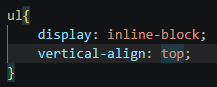 ul{
    display: inline-block;
    vertical-align: top;
}